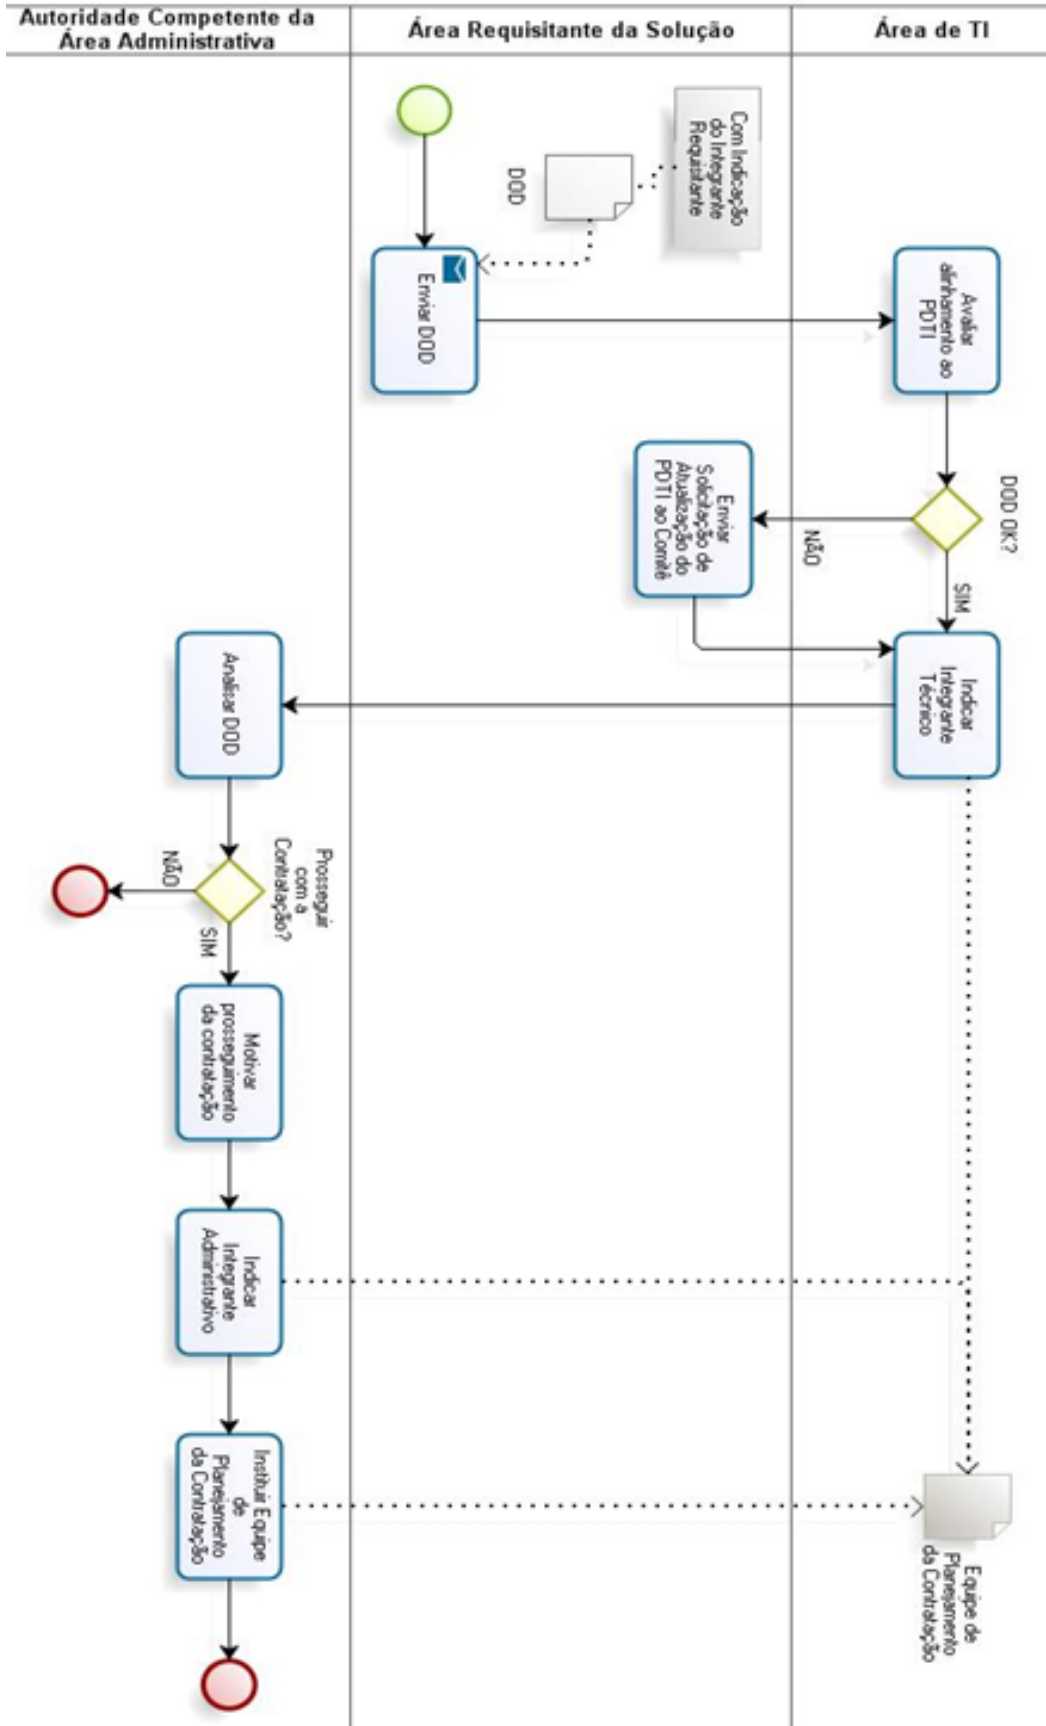 Autoridade Competente da
Área Administrativa
Área Requisitante da Solução
Área de TI
Com Indicação
do Integrante
Requisitante
DOD
Enviar DOD
Avaliar
alinhamento ao
PDTI
DOD OK?
NÃO
SIM
Enviar
Solicitação de
Atualização do
PDTI ao Comitê
Indicar
Integrante
Técnico
Analisar DOD
Prosseguir
com a
Contratação?
NÃO
SIM
Motivar
prosseguimento
da contratação
Indicar
Integrante
Administrativo
Instituir Equipe
de
Planejamento
da Contratação
Equipe de
Planejamento
da Contratação